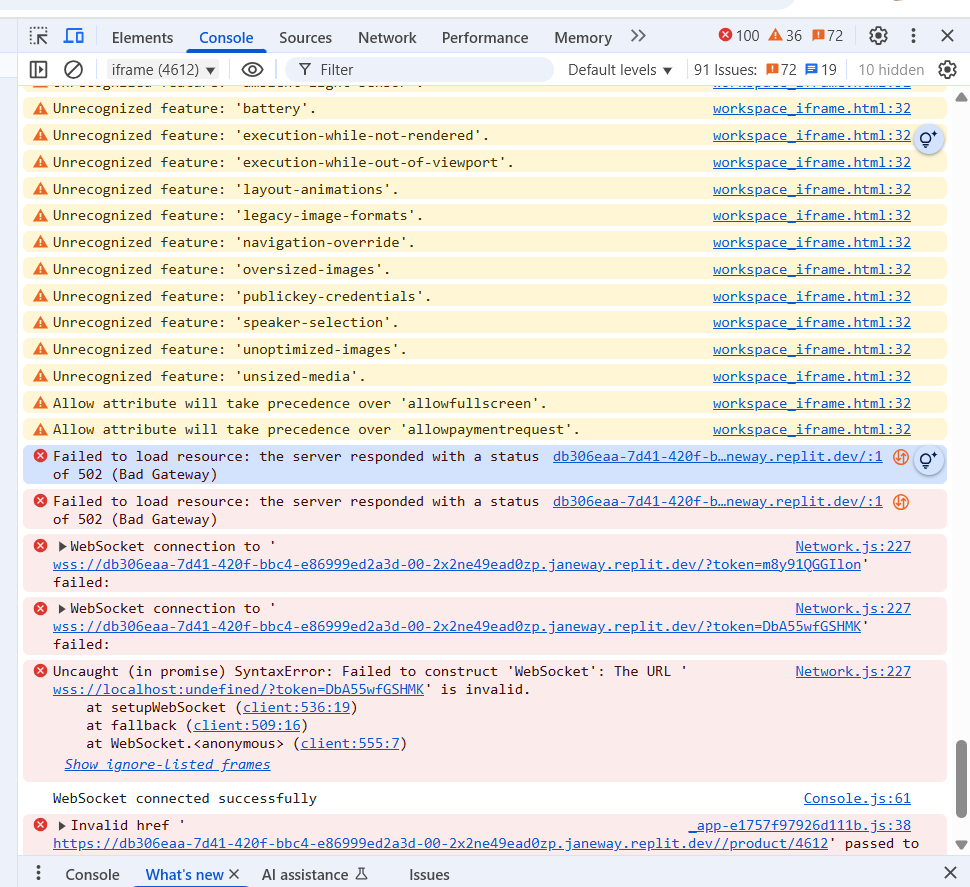 Elements Console Sources Network Performance Memory 100 36 72
iframe (4612) Filter Default levels 91 Issues: 72 19 10 hidden
Unrecognized feature: 'battery'. workspace_iframe.html:32
Unrecognized feature: 'execution-while-not-rendered'. workspace_iframe.html:32
Unrecognized feature: 'execution-while-out-of-viewport'. workspace_iframe.html:32
Unrecognized feature: 'layout-animations'. workspace_iframe.html:32
Unrecognized feature: 'legacy-image-formats'. workspace_iframe.html:32
Unrecognized feature: 'navigation-override'. workspace_iframe.html:32
Unrecognized feature: 'oversized-images'. workspace_iframe.html:32
Unrecognized feature: 'publickey-credentials'. workspace_iframe.html:32
Unrecognized feature: 'speaker-selection'. workspace_iframe.html:32
Unrecognized feature: 'unoptimized-images'. workspace_iframe.html:32
Unrecognized feature: 'unsized-media'. workspace_iframe.html:32
Allow attribute will take precedence over 'allowfullscreen'. workspace_iframe.html:32
Allow attribute will take precedence over 'allowpaymentrequest'. workspace_iframe.html:32
Failed to load resource: the server responded with a status db306eaa-7d41-420f-b…neway.replit.dev/:1
of 502 (Bad Gateway)
Failed to load resource: the server responded with a status db306eaa-7d41-420f-b…neway.replit.dev/:1
of 502 (Bad Gateway)
WebSocket connection to ' Network.js:227
wss://db306eaa-7d41-420f-bbc4-e86999ed2a3d-00-2x2ne49ead0zp.janeway.replit.dev/?token=m8y91QGGIlon'
failed:
WebSocket connection to ' Network.js:227
wss://db306eaa-7d41-420f-bbc4-e86999ed2a3d-00-2x2ne49ead0zp.janeway.replit.dev/?token=DbA55wfGSHMK'
failed:
Uncaught (in promise) SyntaxError: Failed to construct 'WebSocket': The URL ' Network.js:227
wss://localhost:undefined/?token=DbA55wfGSHMK' is invalid.
at setupWebSocket (client:536:19)
at fallback (client:509:16)
at WebSocket.<anonymous> (client:555:7)
Show ignore-listed frames
WebSocket connected successfully Console.js:61
Invalid href ' _app-e1757f97926d111b.js:38
https://db306eaa-7d41-420f-bbc4-e86999ed2a3d-00-2x2ne49ead0zp.janeway.replit.dev//product/4612' passed to
Console What's new AI assistance Issues